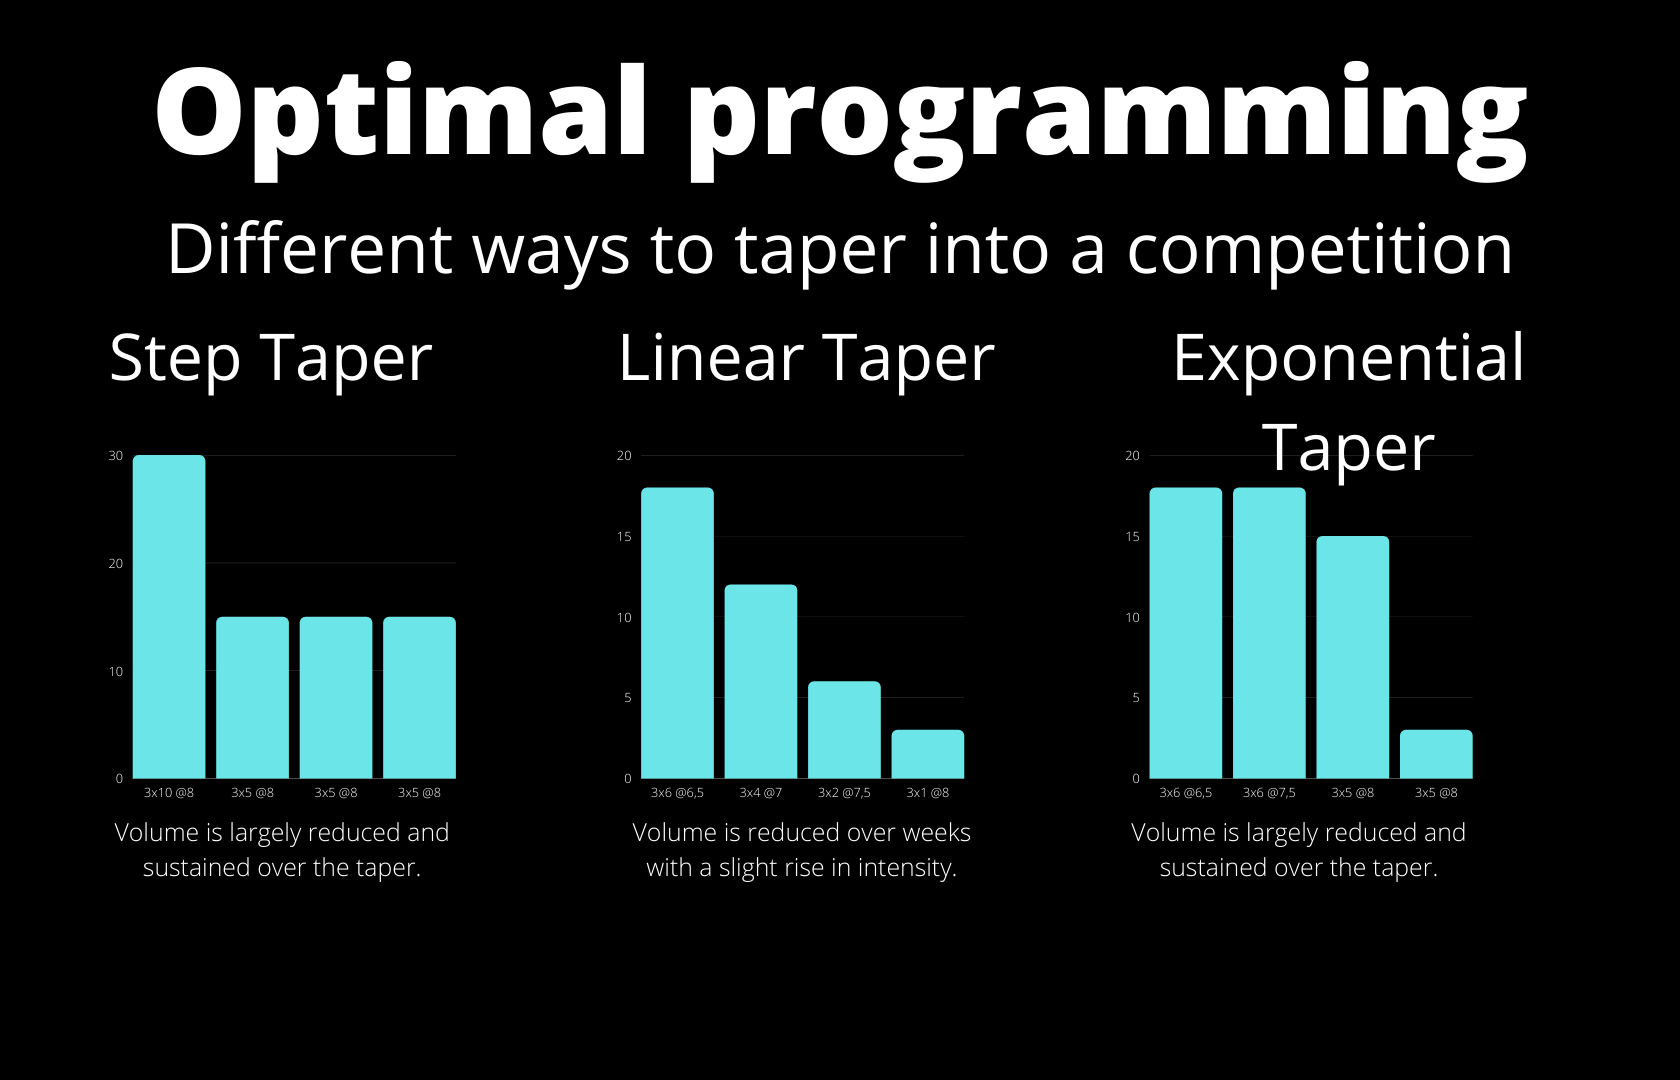 Optimal programming
Different ways to taper into a competition
Step Taper
30
20
10
0
3x10 @8 3x5 @8 3x5 @8 3x5 @8
Volume is largely reduced and
sustained over the taper.
Linear Taper
20
15
10
5
0
3x6 @6,5 3x4 @7 3x2 @7,5 3x1 @8
Volume is reduced over weeks
with a slight rise in intensity.
Exponential
Taper
20
15
10
5
0
3x6 @6,5 3x6 @7,5 3x5 @8 3x5 @8
Volume is largely reduced and
sustained over the taper.